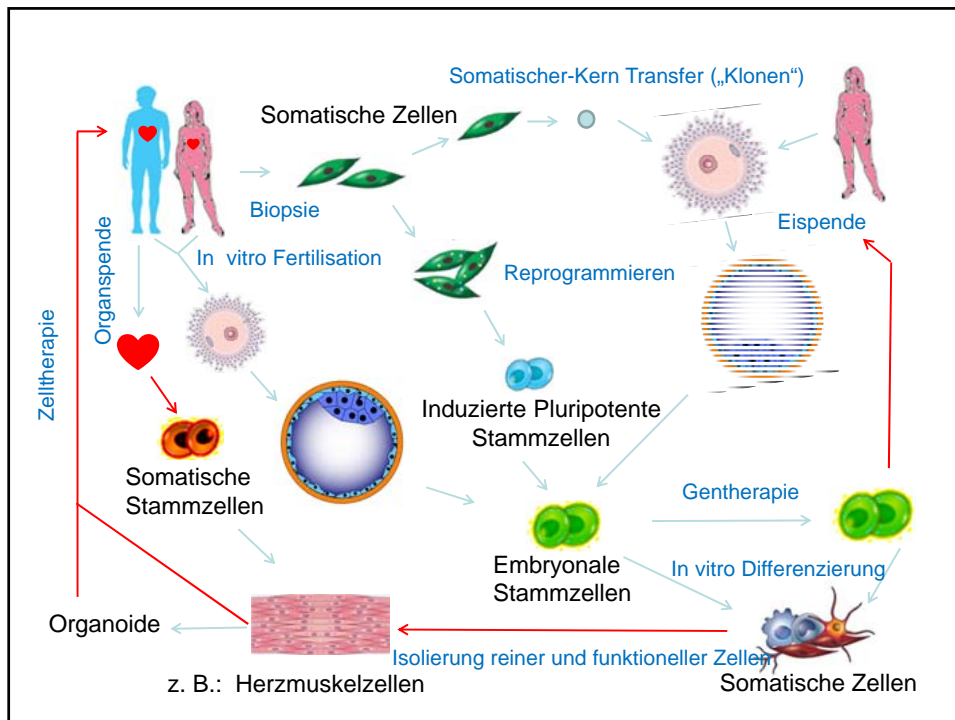 Somatischer-Kern Transfer („Klonen“)
Somatische Zellen
Biopsie
Eispende
In vitro Fertilisation
Reprogrammieren
Organspende
Zelltherapie
Induzierte Pluripotente
Stammzellen
Somatische
Stammzellen
Gentherapie
Embryonale
Stammzellen
In vitro Differenzierung
Organoide
Isolierung reiner und funktioneller Zellen
z. B.: Herzmuskelzellen
Somatische Zellen